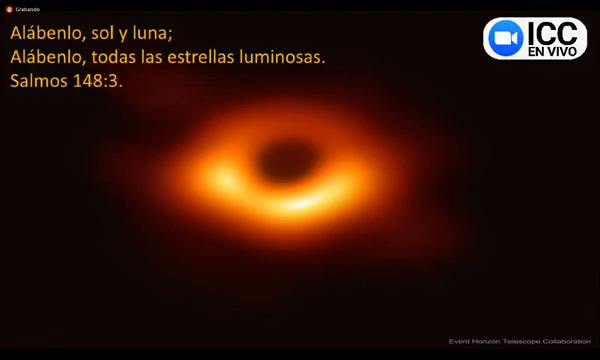 Grabando
Alábenlo, sol y luna;
Alábenlo, todas las estrellas luminosas.
Salmos 148:3.
ICC
EN VIVO
Event Horizon Telescope Collaboration